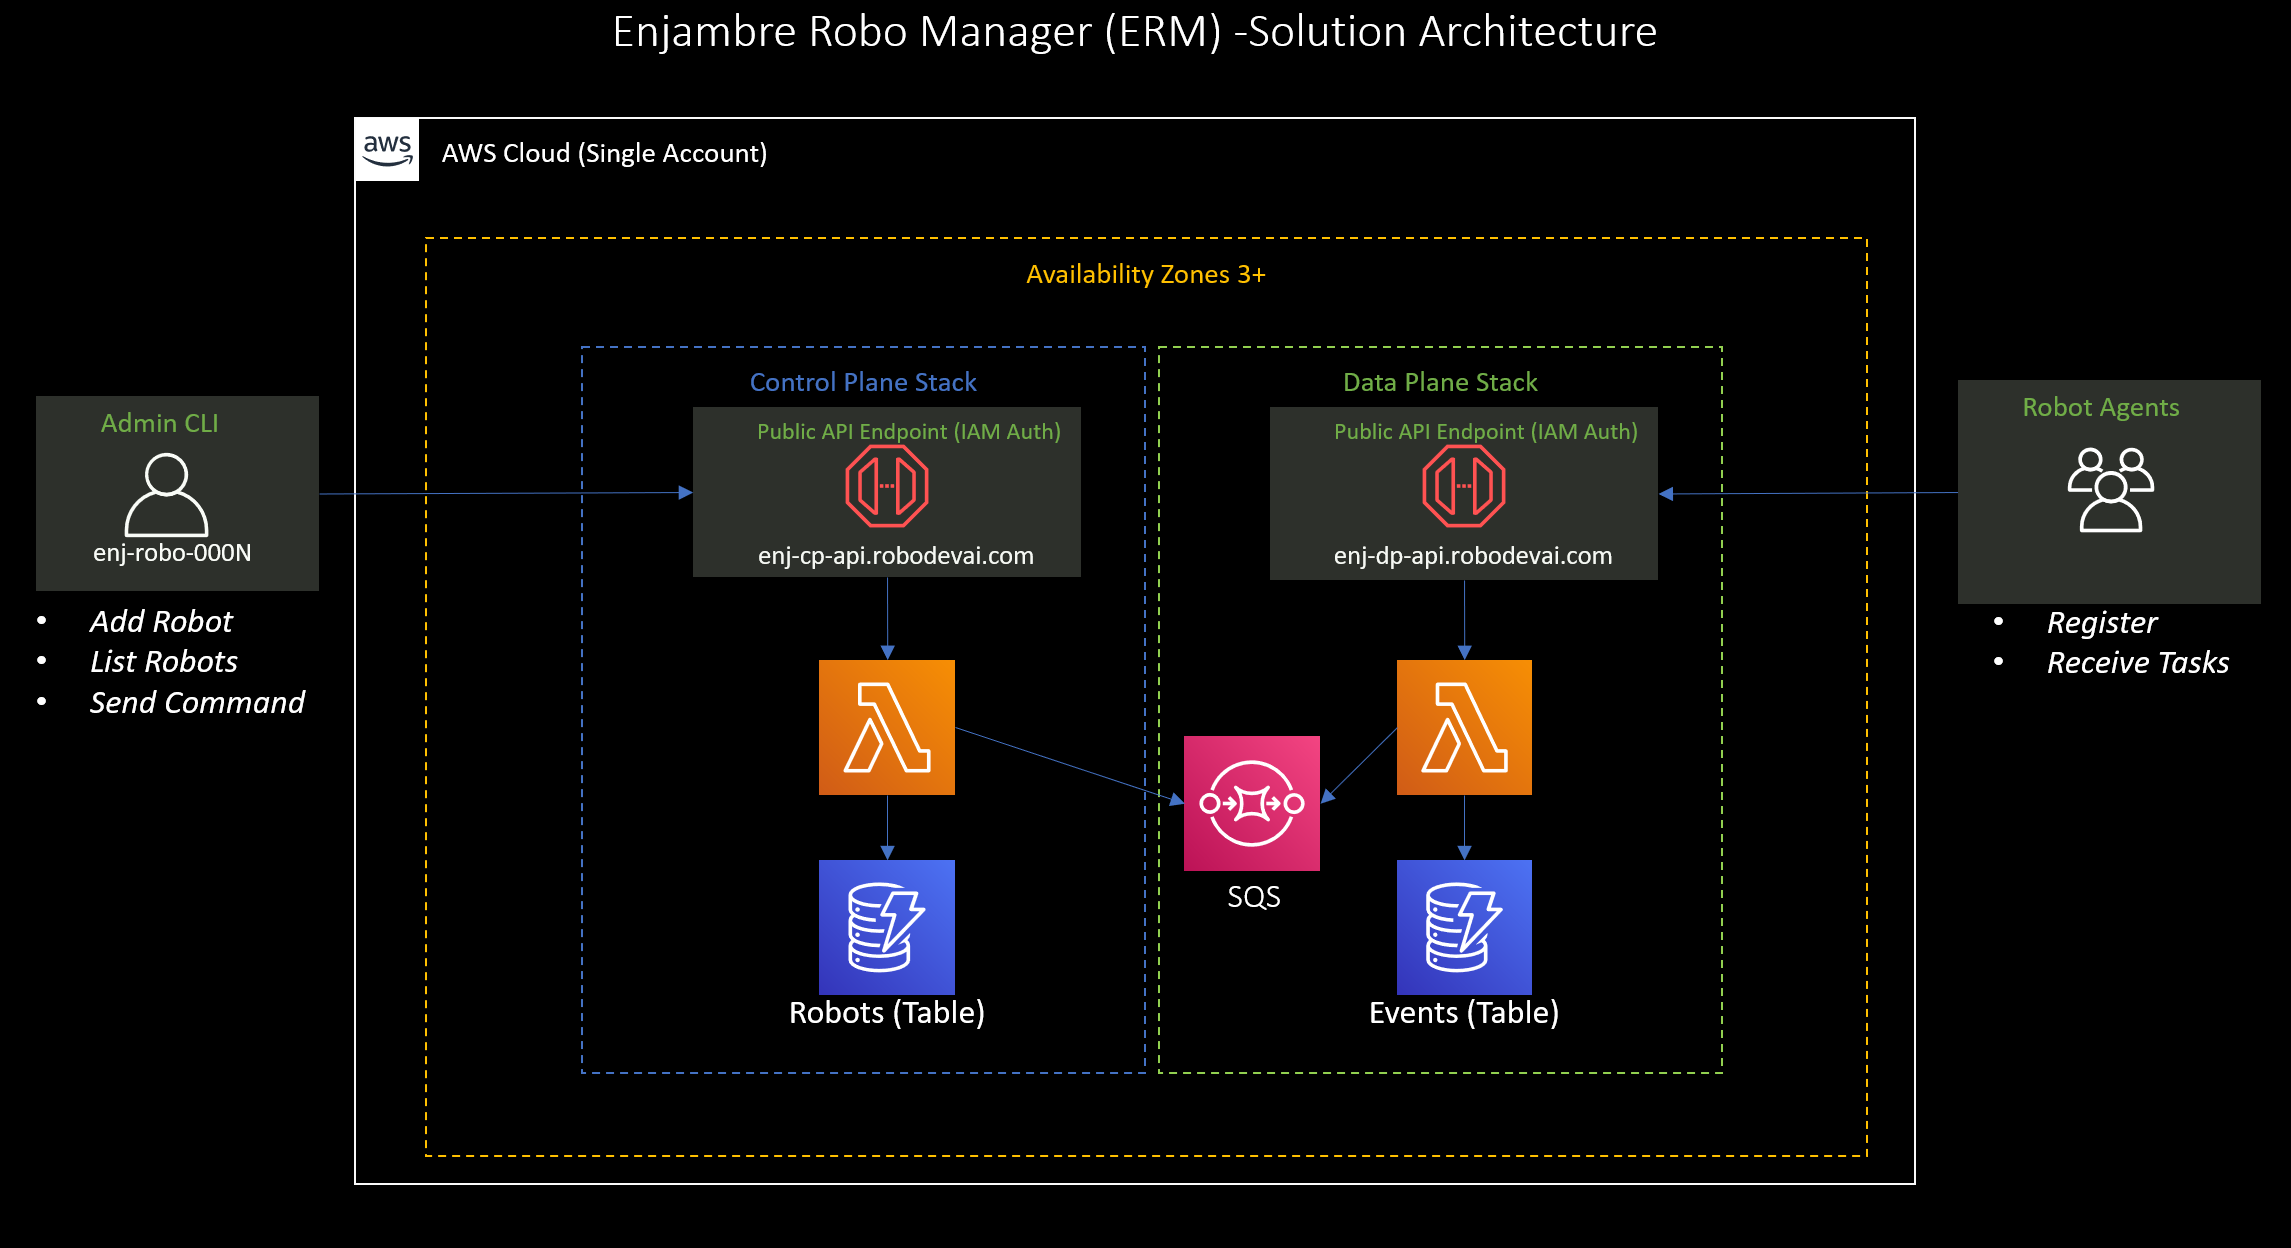 Enjambre Robo Manager (ERM) -Solution Architecture
aws
AWS Cloud (Single Account)
Availability Zones 3+
Control Plane Stack
Public API Endpoint (IAM Auth)
enj-cp-api.robodevai.com
Robots (Table)
Data Plane Stack
Public API Endpoint (IAM Auth)
enj-dp-api.robodevai.com
SQS
Events (Table)
Admin CLI
enj-robo-000N
• Add Robot
• List Robots
• Send Command
Robot Agents
• Register
• Receive Tasks